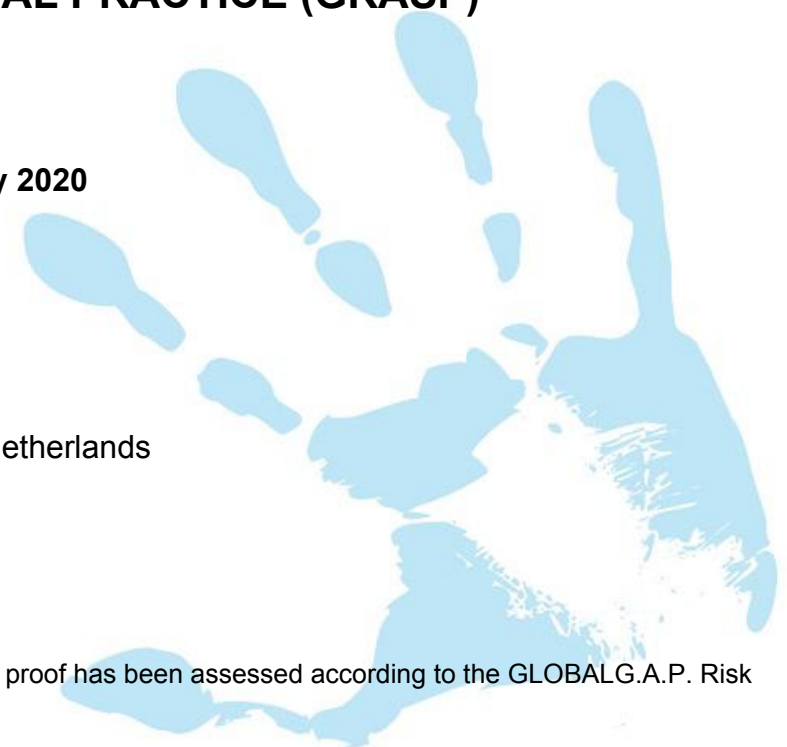 AL PRACTICE (GRASP)
y 2020
etherlands
proof has been assessed according to the GLOBALG.A.P. Risk